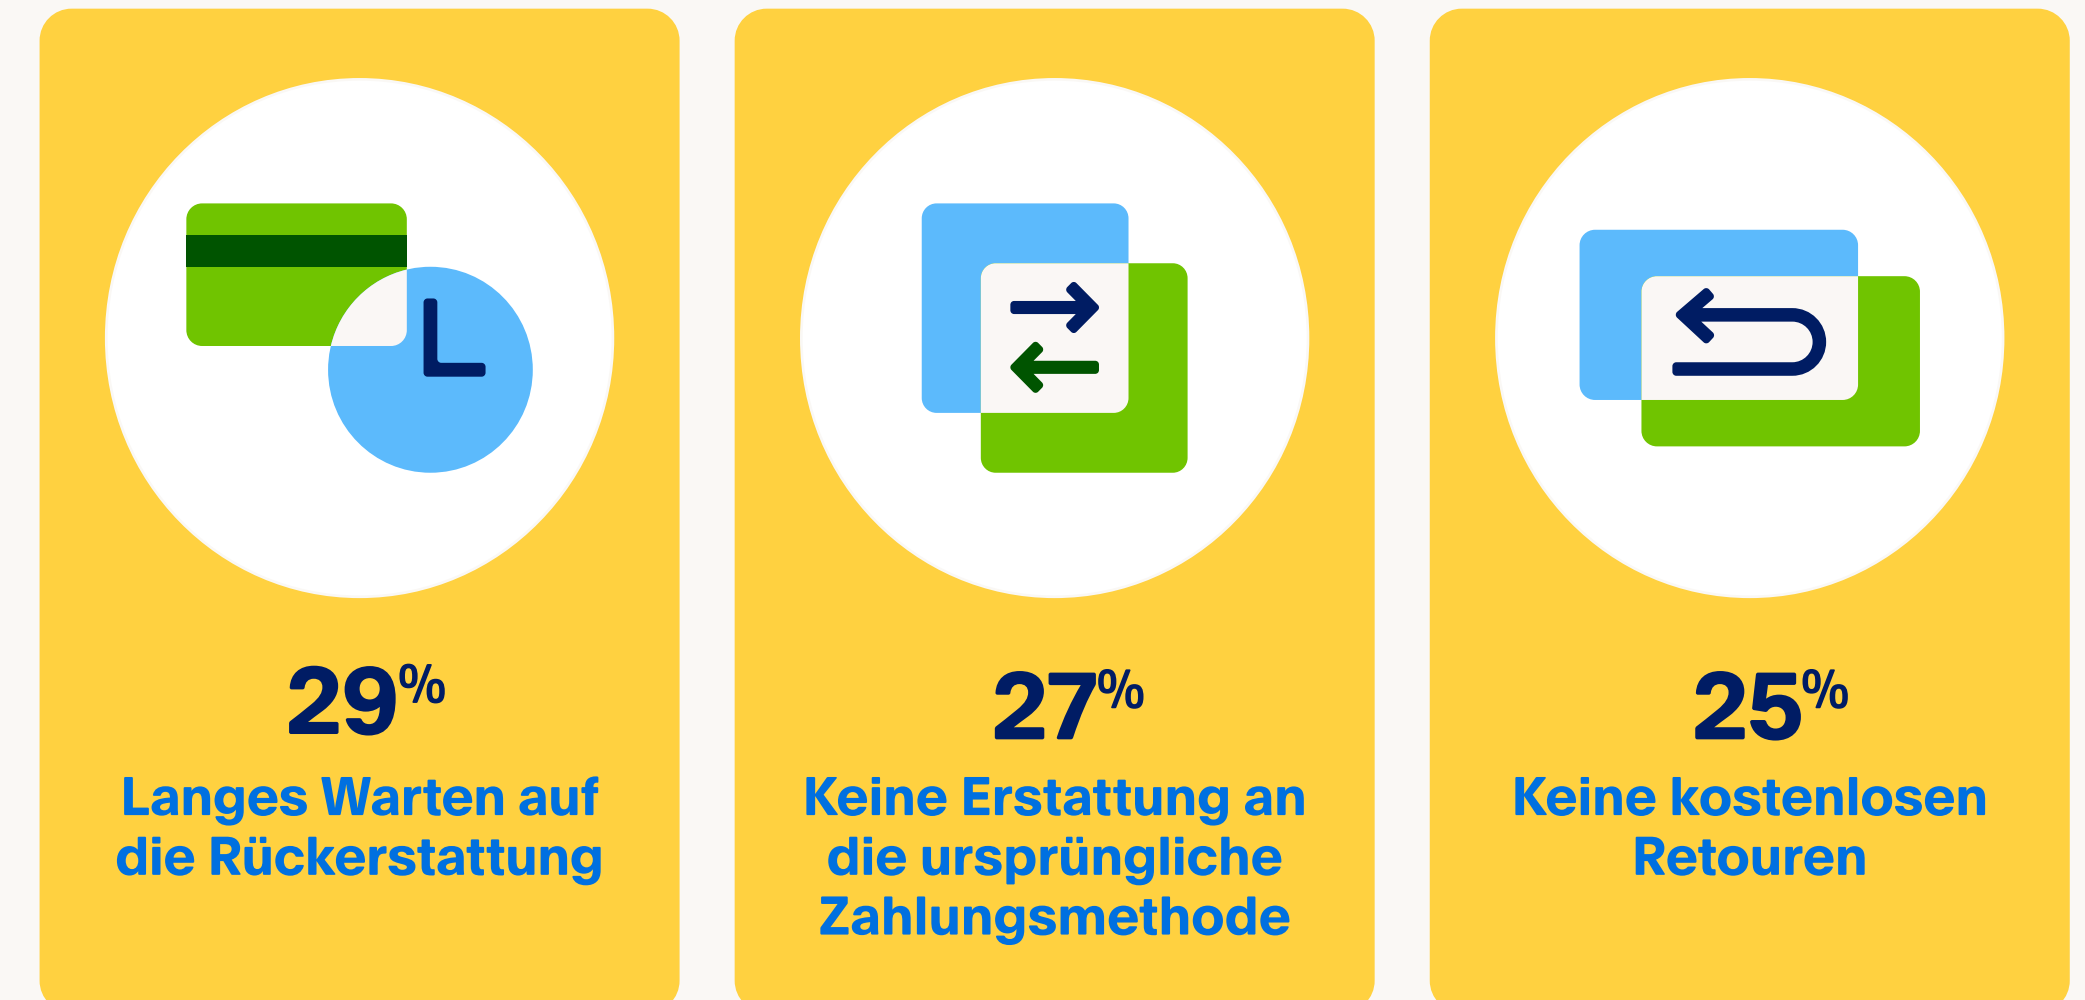 29%
Langes Warten auf
die Rückerstattung
27%
Keine Erstattung an
die ursprüngliche
Zahlungsmethode
25%
Keine kostenlosen
Retouren